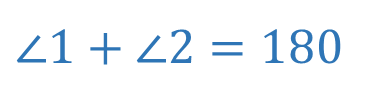 ∠1 + ∠2 = 180